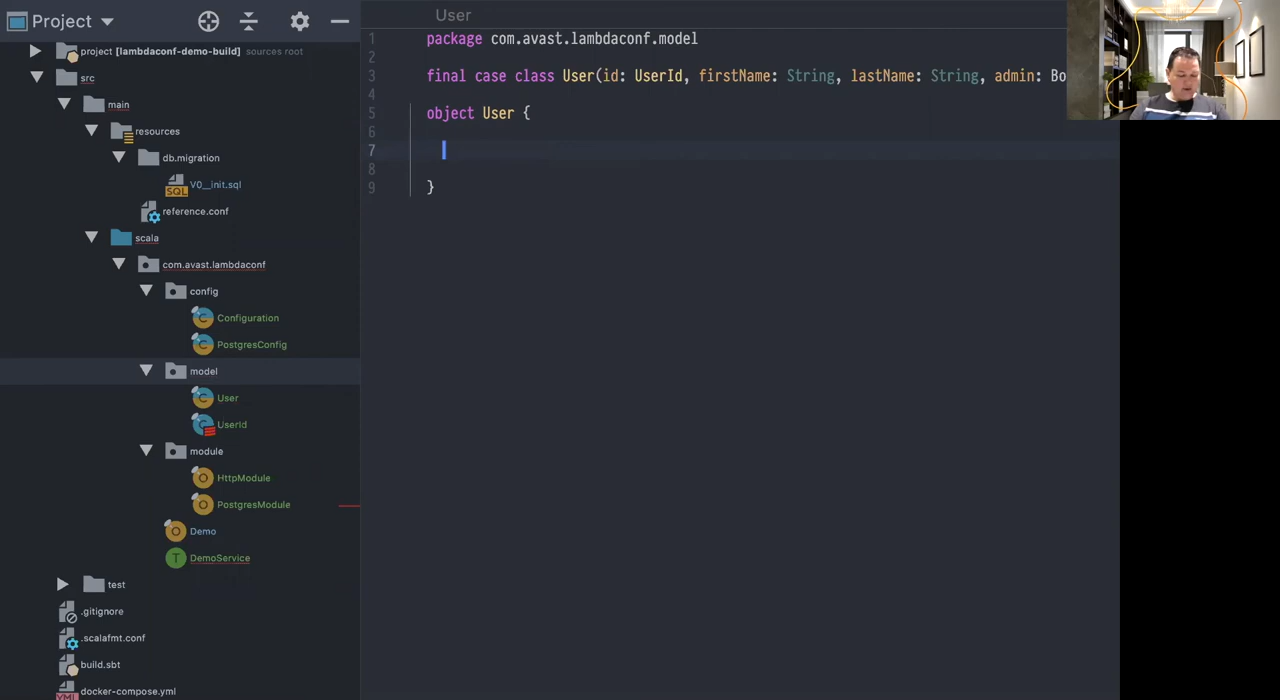 Project
project [lambdaconf-demo-build] sources root
src
main
resources
db.migration
SQL V0__init.sql
reference.conf
scala
com.avast.lambdaconf
config
C Configuration
C PostgresConfig
model
C User
C UserId
module
O HttpModule
O PostgresModule
O Demo
T DemoService
test
.gitignore
.scalafmt.conf
build.sbt
YML docker-compose.yml
User
1 package com.avast.lambdaconf.model
2
3 final case class User(id: UserId, firstName: String, lastName: String, admin: Bo
4
5 object User {
6
7
8
9 }